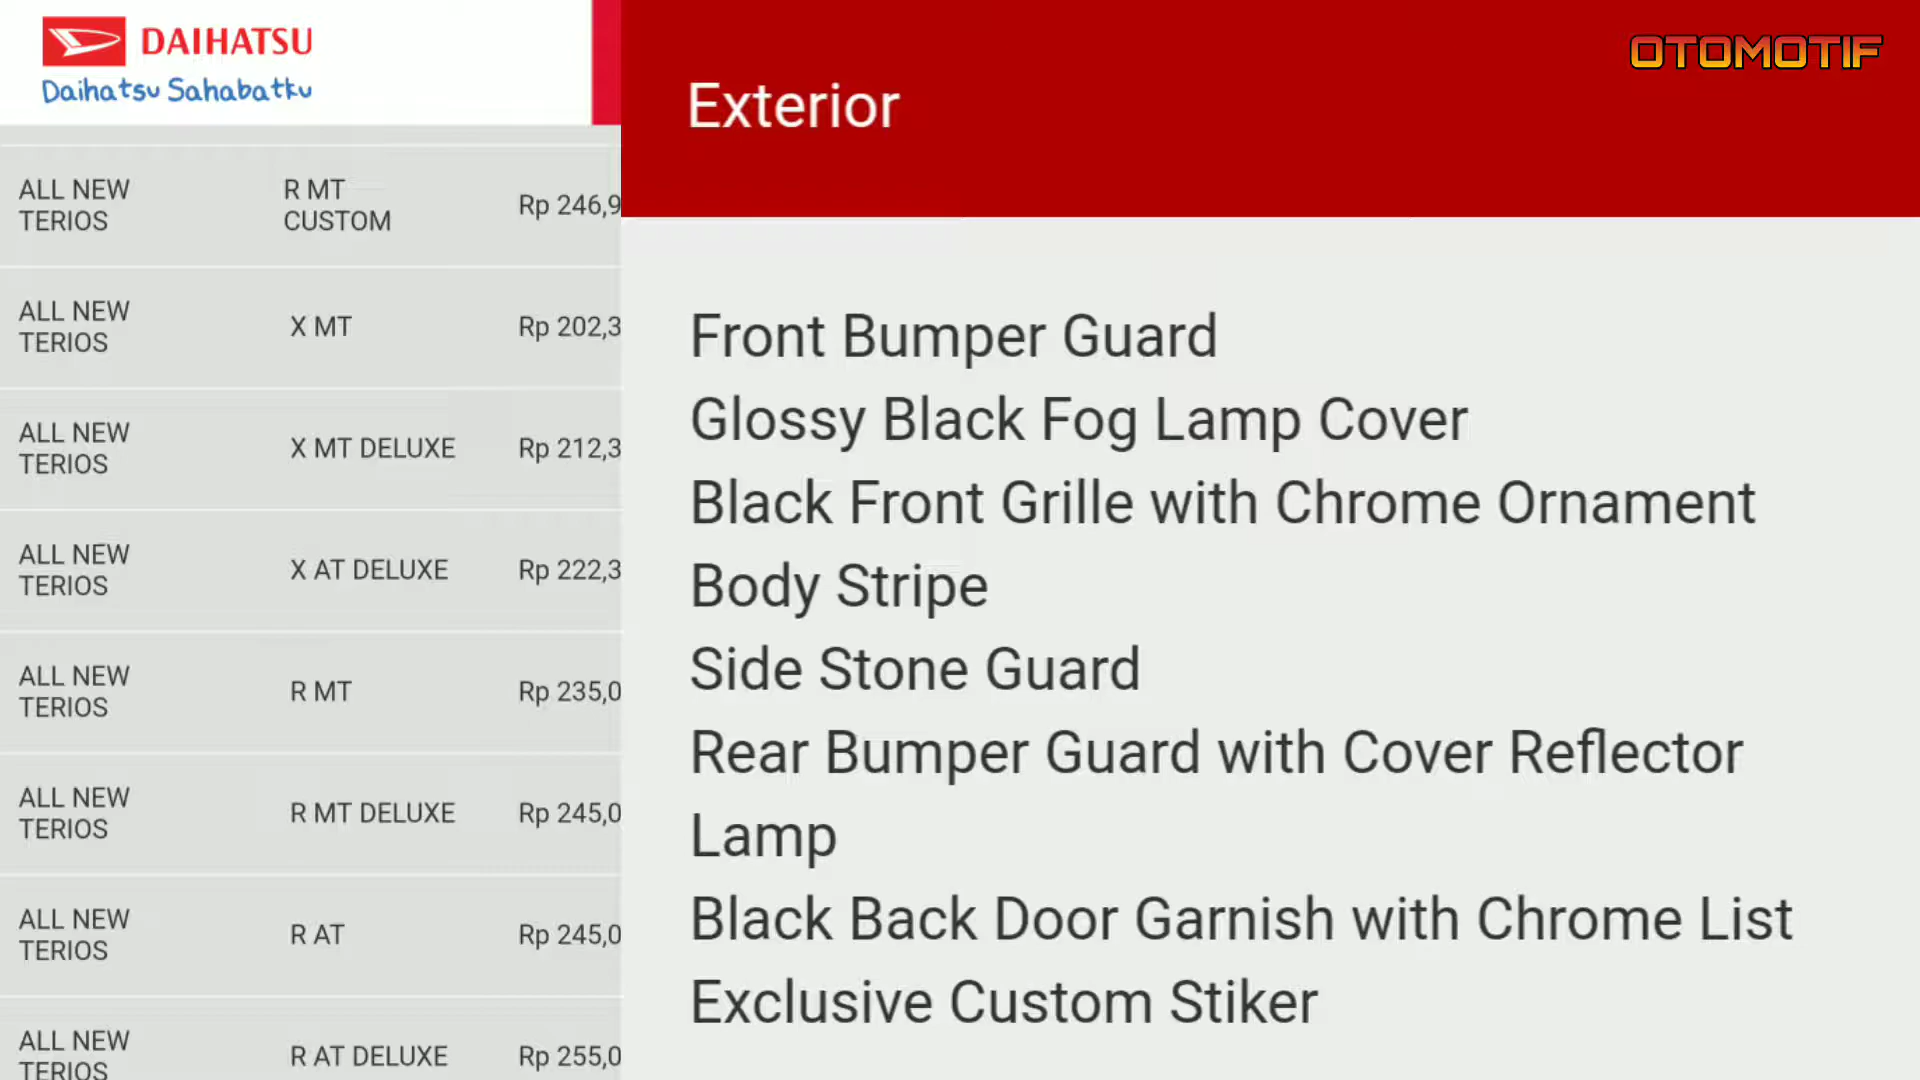 DAIHATSU
Daihatsu Sahabatku
ALL NEW
TERIOS
R MT
CUSTOM
Rp 246,9
ALL NEW
TERIOS
X MT
Rp 202,3
ALL NEW
TERIOS
X MT DELUXE
Rp 212,3
ALL NEW
TERIOS
X AT DELUXE
Rp 222,3
ALL NEW
TERIOS
R MT
Rp 235,0
ALL NEW
TERIOS
R MT DELUXE
Rp 245,0
ALL NEW
TERIOS
R AT
Rp 245,0
ALL NEW
TERIOS
R AT DELUXE
Rp 255,0
OTOMOTIF
Exterior
Front Bumper Guard
Glossy Black Fog Lamp Cover
Black Front Grille with Chrome Ornament
Body Stripe
Side Stone Guard
Rear Bumper Guard with Cover Reflector
Lamp
Black Back Door Garnish with Chrome List
Exclusive Custom Stiker